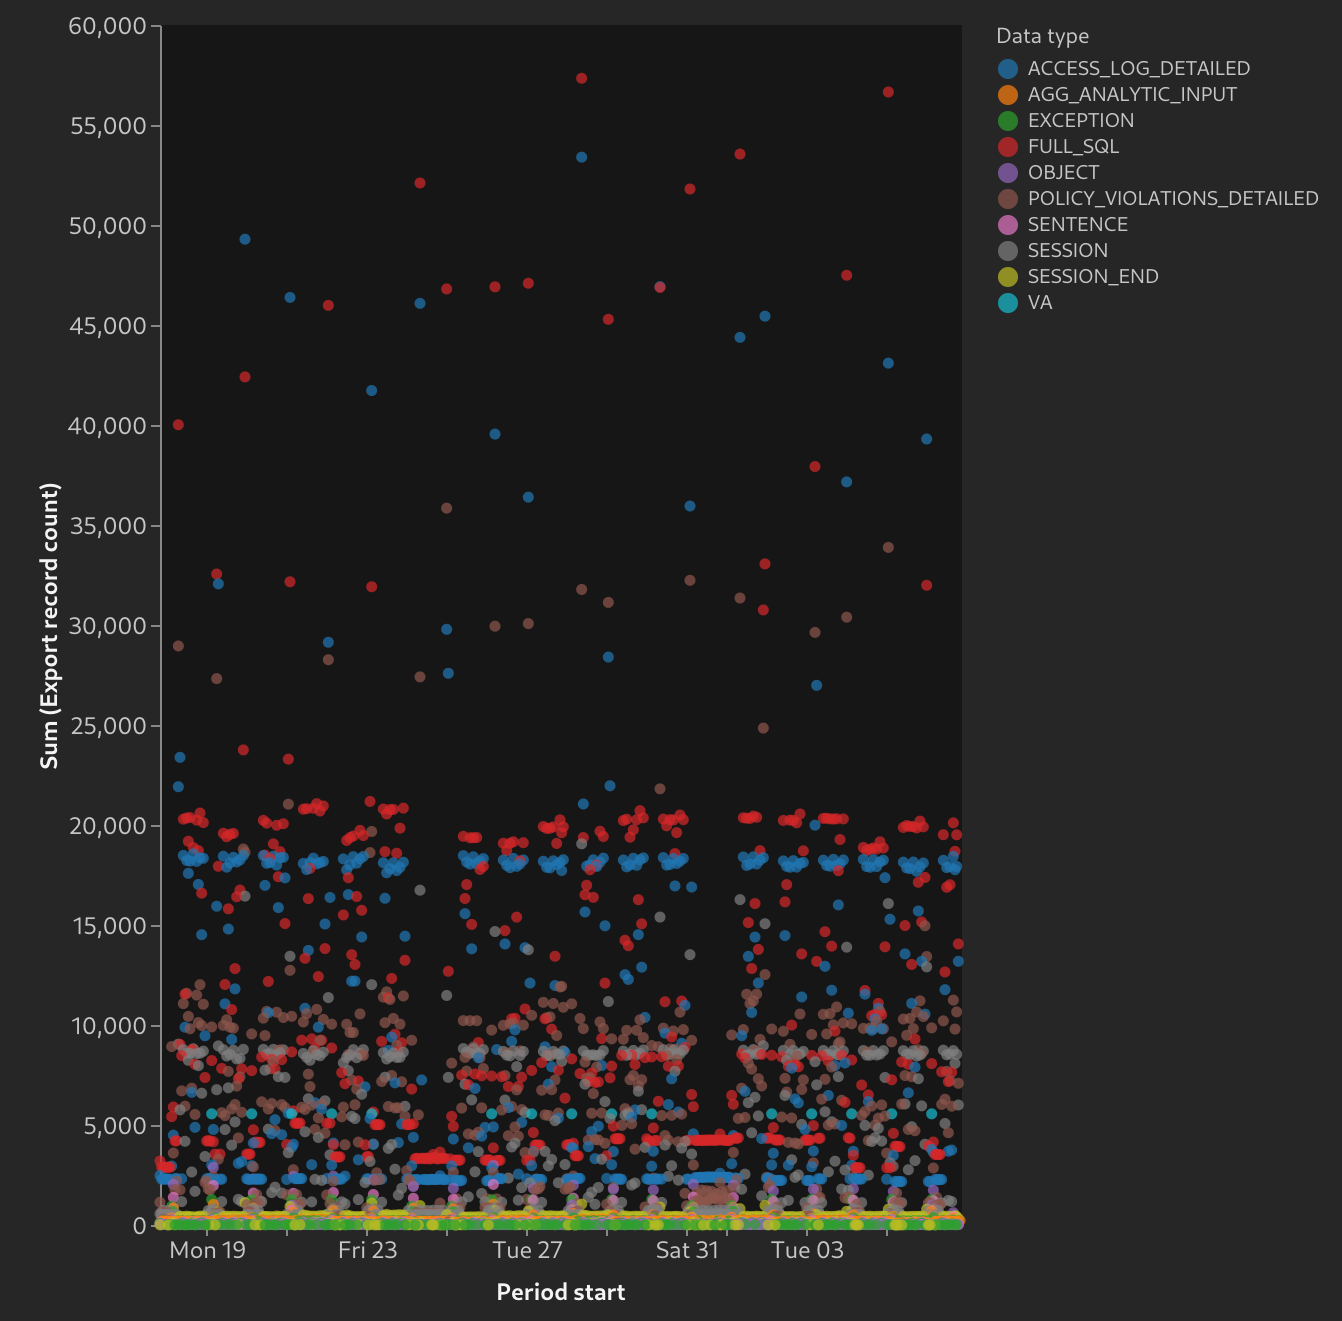 60,000
55,000
50,000
45,000
40,000
35,000
30,000
25,000
20,000
15,000
10,000
5,000
0
Sum (Export record count)
Mon 19
Fri 23
Tue 27
Sat 31
Tue 03
Period start
Data type
ACCESS_LOG_DETAILED
AGG_ANALYTIC_INPUT
EXCEPTION
FULL_SQL
OBJECT
POLICY_VIOLATIONS_DETAILED
SENTENCE
SESSION
SESSION_END
VA